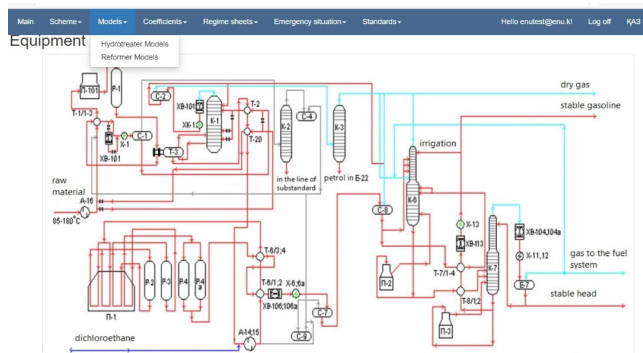 Main Scheme Models Coefficients Regime sheets Emergency situation Standards Hello enutest@enu.k! Log off ҚАЗ
Equipment
Hydrotreater Models
Reformer Models
П-101
Р-1
С-2
ХВ-101
ХК-1
К-1
Т-2
Т-1/1-3
Х-1
С-1
ХВ-101
Т-3
Т-20
К-2
С-4
К-3
dry gas
stable gasoline
irrigation
in the line of
substandard
petrol in Е-22
К-6
raw
material
А-16
85-180°C
С-8
Х-13
ХВ-113
ХВ-104,104а
Х-11,12
К-7
gas to the fuel
system
П-2
Т-7/1-4
Е-7
Т-6/3;4
Т-8/1;2
stable head
П-1
Р-2
Р-3
Р-4
Р-4
а
Т-6/1;2
Х-6;6а
ХВ-106;106а
С-7
П-3
А-14;15
С-9
dichloroethane